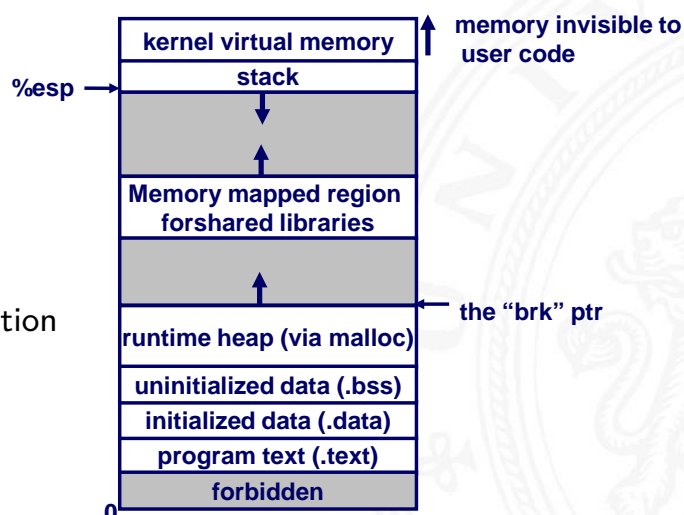 kernel virtual memory
memory invisible to
user code
stack
%esp
Memory mapped region
forshared libraries
the “brk” ptr
tion
runtime heap (via malloc)
uninitialized data (.bss)
initialized data (.data)
program text (.text)
forbidden
0